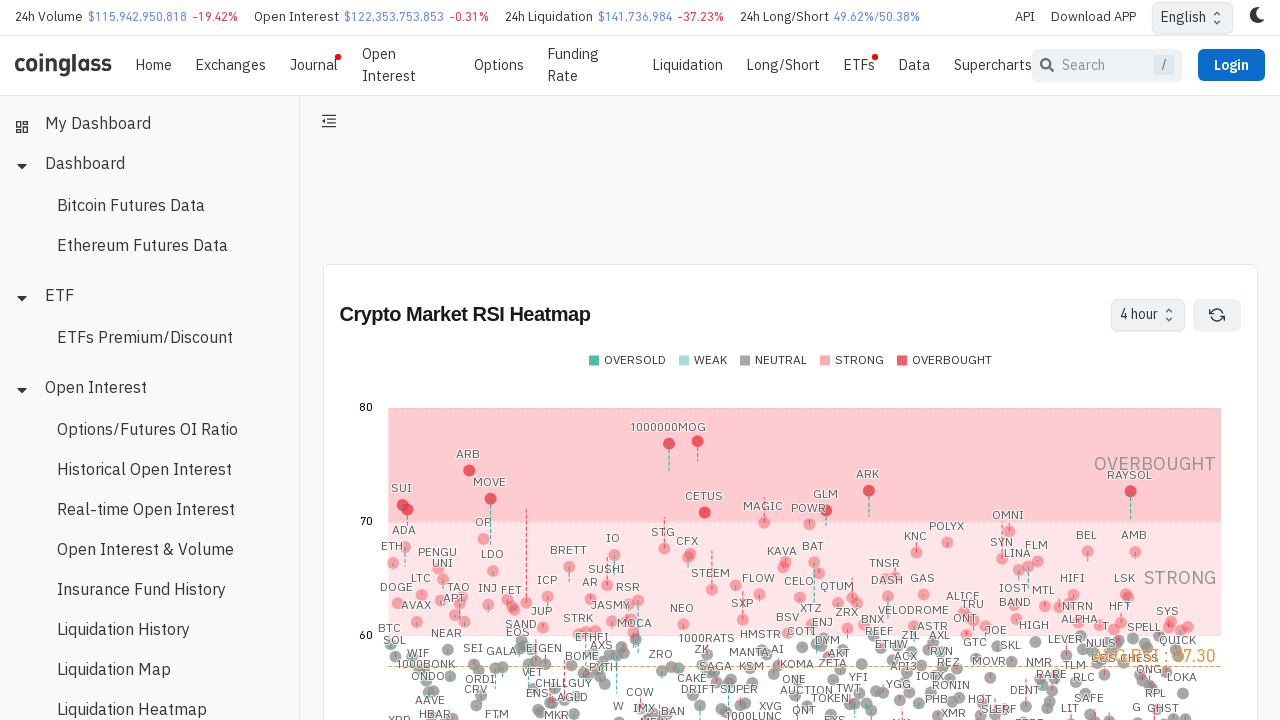 24h Volume $115,942,950,818 -19.42% Open Interest $122,353,753,853 -0.31% 24h Liquidation $141,736,984 -37.23% 24h Long/Short 49.62%/50.38% API Download APP English
coinglass Home Exchanges Journal Open Interest Options Funding Rate Liquidation Long/Short ETFs Data Supercharts Search / Login
My Dashboard
Dashboard
Bitcoin Futures Data
Ethereum Futures Data
ETF
ETFs Premium/Discount
Open Interest
Options/Futures OI Ratio
Historical Open Interest
Real-time Open Interest
Open Interest & Volume
Insurance Fund History
Liquidation History
Liquidation Map
Liquidation Heatmap
Crypto Market RSI Heatmap 4 hour
OVERSOLD WEAK NEUTRAL STRONG OVERBOUGHT
80
1000000MOG
ARB
OVERBOUGHT
MOVE ARK RAYSOL
SUI CETUS GLM
MAGIC POWR
70 OMNI
OP POLYX
ADA STG
IO KNC BEL AMB
ETH CFX SYN FLM
PENGU LDO BRETT KAVA BAT LINA
UNI TNSR
SUSHI STEEM
LTC ICP AR FLOW CELO DASH GAS HIFI LSK STRONG
DOGE TAO INJ FET RSR OTUM IOST MTL
APT ALICE
AVAX JUP JASMY NEO SXP XTZ VELODROME TRU BAND NTRN HFT
STRK BSV ZRX BNX ONT ALPHA SYS
BTC SAND MOCA ENJ ASTR HIGH SPELL
60 NEAR EOS ETHFI 1000RATS HMSTR COTI REEF ZIL AXL JOE
SOL AXS DYM ETHW GTC SKL LEVER NULS QUICK
WIF SEI GALA EIGEN ZRO ZK MANTA AI AKT ACX RVN
1000BONK BOME PYTH SAGA KSM KOMA ZETA API3 REZ MOVR NMR TLM CHESS
ONDO ORDI VET CAKE ONE YFI IOTX RARE RLC ONG LOKA
CRV CHILLGUY DRIFT SUPER AUCTION TWT YGG RONIN DENT
AAVE ENS AGLD COW TOKEN PHB HOT SAFE RPL
HBAR FTM MKR W IMX BAN XVG XMR SLERF LIT G GHST
1000LUNC